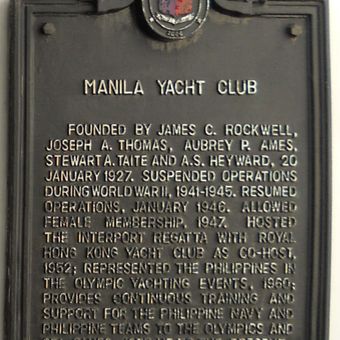 MANILA YACHT CLUB
FOUNDED BY JAMES C. ROCKWELL,
JOSEPH A. THOMAS, AUBREY P. AMES,
STEWART A. TAITE AND A.S. HEYWARD, 20
JANUARY 1927. SUSPENDED OPERATIONS
DURING WORLD WAR II, 1941-1945. RESUMED
OPERATIONS, JANUARY 1946. ALLOWED
FEMALE MEMBERSHIP, 1947. HOSTED
THE INTERPORT REGATTA WITH ROYAL
HONG KONG YACHT CLUB AS CO-HOST,
1952; REPRESENTED THE PHILIPPINES IN
THE OLYMPIC YACHTING EVENTS, 1960;
PROVIDES CONTINUOUS TRAINING AND
SUPPORT FOR THE PHILIPPINE NAVY AND
PHILIPPINE TEAMS TO THE OLYMPICS AND